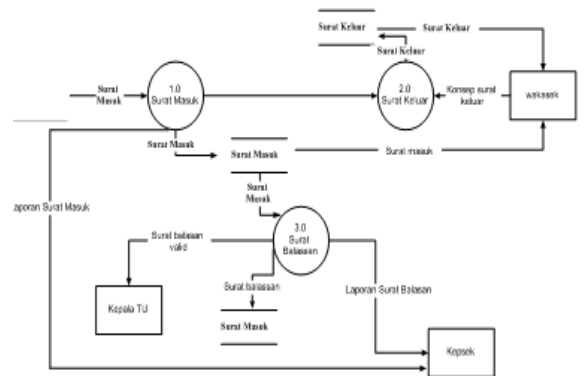 Surat Keluar
Surat Keluar
Surat Keluar
Surat
Masuk
1.0
Surat Masuk
2.0
Surat Keluar
Konsep surat
keluar
wakasek
Surat Masuk
Surat Masuk
Surat masuk
Surat
Masuk
aporan Surat Masuk
3.0
Surat
Balasan
Surat balasan
valid
Surat balasan
Laporan Surat Balasan
Kepala TU
Surat Masuk
Kepsek